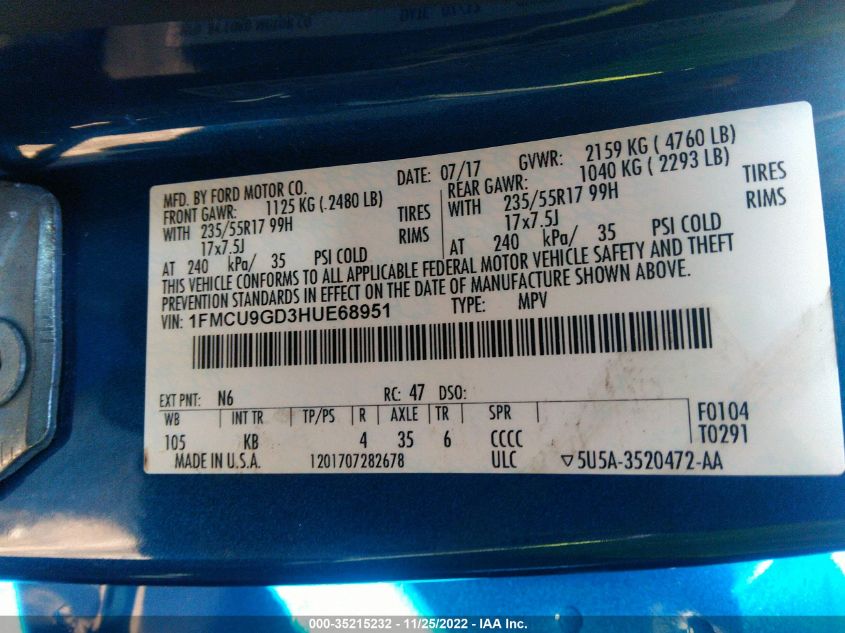 MFD. BY FORD MOTOR CO. DATE: 07/17 GVWR: 2159 KG ( 4760 LB)
FRONT GAWR: 1125 KG (.2480 LB) REAR GAWR: 1040 KG ( 2293 LB)
WITH 235/55R17 99H TIRES WITH 235/55R17 99H TIRES
17x7.5J RIMS 17x7.5J RIMS
AT 240 kPa/ 35 PSI COLD AT 240 kPa/ 35 PSI COLD
THIS VEHICLE CONFORMS TO ALL APPLICABLE FEDERAL MOTOR VEHICLE SAFETY AND THEFT
PREVENTION STANDARDS IN EFFECT ON THE DATE OF MANUFACTURE SHOWN ABOVE.
VIN: 1FMCU9GD3HUE68951 TYPE: MPV
EXT PNT: N6 RC: 47 DSO:
WB INT TR TP/PS R AXLE TR SPR F0104
105 KB 4 35 6 CCCC T0291
MADE IN U.S.A. 1201707282678 ULC ▽5U5A-3520472-AA
000-35215232 - 11/25/2022 - IAA Inc.